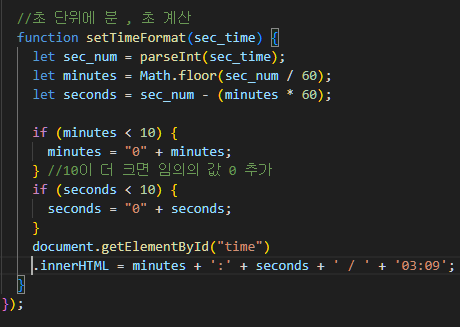 //초 단위에 분 , 초 계산
function setTimeFormat(sec_time) {
let sec_num = parseInt(sec_time);
let minutes = Math.floor(sec_num / 60);
let seconds = sec_num - (minutes * 60);
if (minutes < 10) {
minutes = "0" + minutes;
} //10이 더 크면 임의의 값 0 추가
if (seconds < 10) {
seconds = "0" + seconds;
}
document.getElementById("time")
.innerHTML = minutes + ':' + seconds + ' / ' + '03:09';
}
});